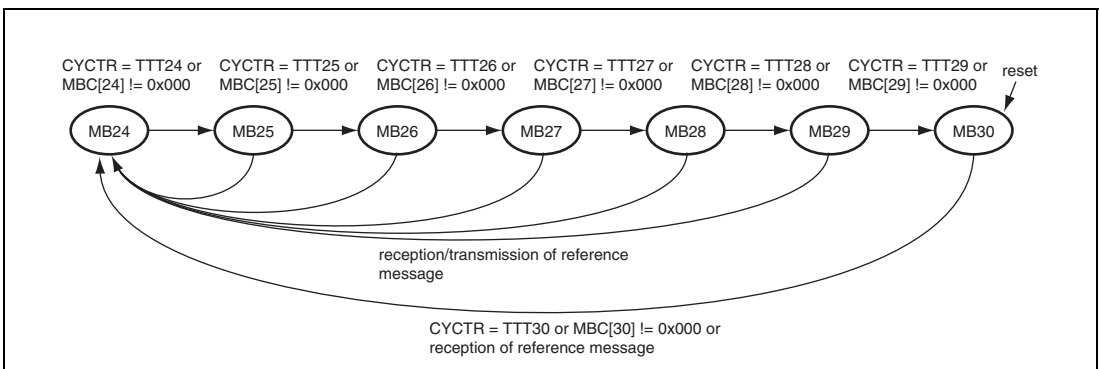 CYCTR = TTT24 or
MBC[24] != 0x000
CYCTR = TTT25 or
MBC[25] != 0x000
CYCTR = TTT26 or
MBC[26] != 0x000
CYCTR = TTT27 or
MBC[27] != 0x000
CYCTR = TTT28 or
MBC[28] != 0x000
CYCTR = TTT29 or
MBC[29] != 0x000
reset
MB24
MB25
MB26
MB27
MB28
MB29
MB30
reception/transmission of reference
message
CYCTR = TTT30 or MBC[30] != 0x000 or
reception of reference message